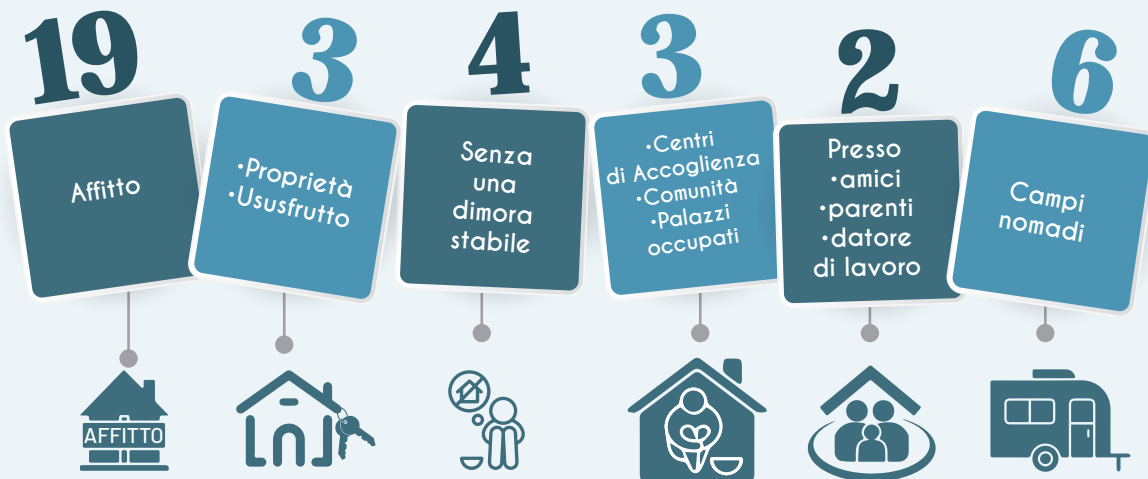 19
Affitto
3
•Proprietà
•Ususfrutto
4
Senza
una
dimora
stabile
3
•Centri
di Accoglienza
•Comunità
•Palazzi
occupati
2
Presso
•amici
•parenti
•datore
di lavoro
6
Campi
nomadi
AFFITTO